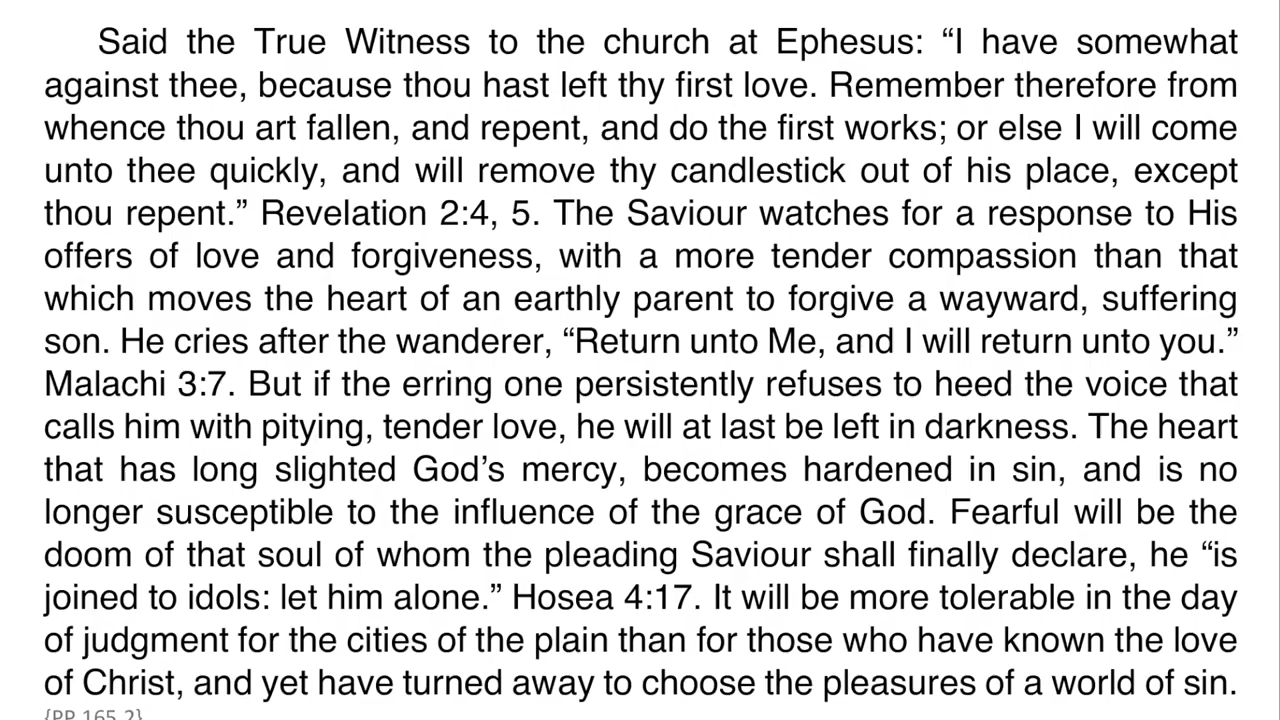 Said the True Witness to the church at Ephesus: “I have somewhat
against thee, because thou hast left thy first love. Remember therefore from
whence thou art fallen, and repent, and do the first works; or else I will come
unto thee quickly, and will remove thy candlestick out of his place, except
thou repent.” Revelation 2:4, 5. The Saviour watches for a response to His
offers of love and forgiveness, with a more tender compassion than that
which moves the heart of an earthly parent to forgive a wayward, suffering
son. He cries after the wanderer, “Return unto Me, and I will return unto you.”
Malachi 3:7. But if the erring one persistently refuses to heed the voice that
calls him with pitying, tender love, he will at last be left in darkness. The heart
that has long slighted God’s mercy, becomes hardened in sin, and is no
longer susceptible to the influence of the grace of God. Fearful will be the
doom of that soul of whom the pleading Saviour shall finally declare, he “is
joined to idols: let him alone.” Hosea 4:17. It will be more tolerable in the day
of judgment for the cities of the plain than for those who have known the love
of Christ, and yet have turned away to choose the pleasures of a world of sin.
{PP 165.2}